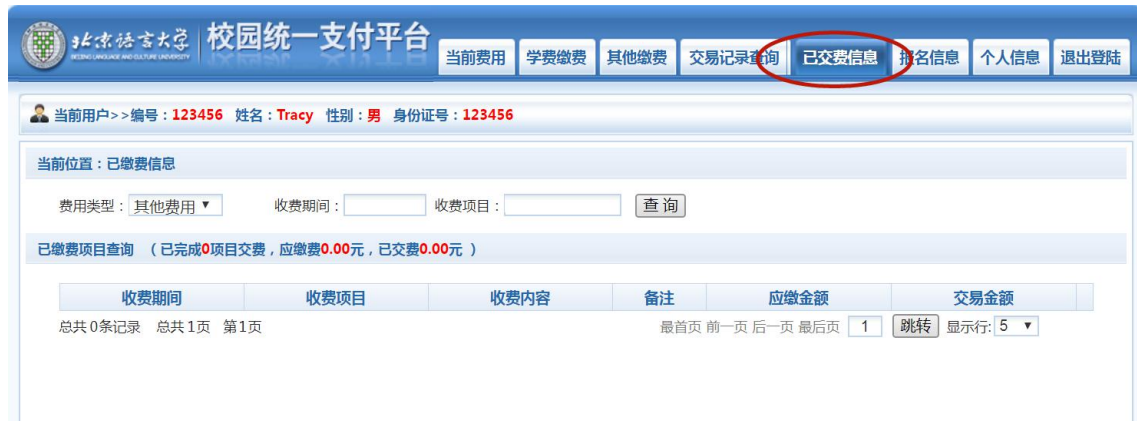 北京语言大学
BEIJING LANGUAGE AND CULTURE UNIVERSITY
校园统一支付平台
当前费用 学费缴费 其他缴费 交易记录查询 已交费信息 报名信息 个人信息 退出登陆
当前用户>>编号：123456 姓名：Tracy 性别：男 身份证号：123456
当前位置：已缴费信息
费用类型： 其他费用 ▼ 收费期间： 收费项目： 查 询
已缴费项目查询 （已完成0项目交费，应缴费0.00元，已交费0.00元 ）
收费期间 收费项目 收费内容 备注 应缴金额 交易金额
总共0条记录 总共1页 第1页 最首页 前一页 后一页 最后页 1 跳转 显示行: 5 ▼